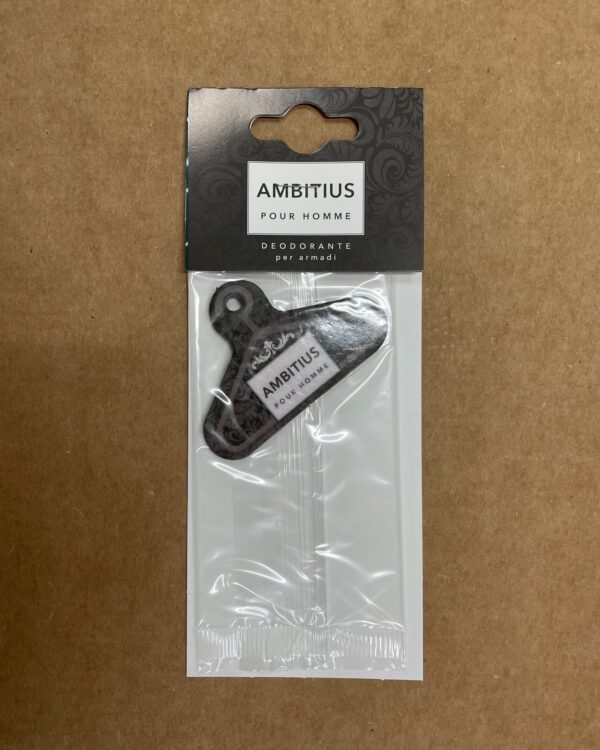 AMBITIUS
POUR HOMME
DEODORANTE
per armadi
AMBITIUS
POUR HOMME